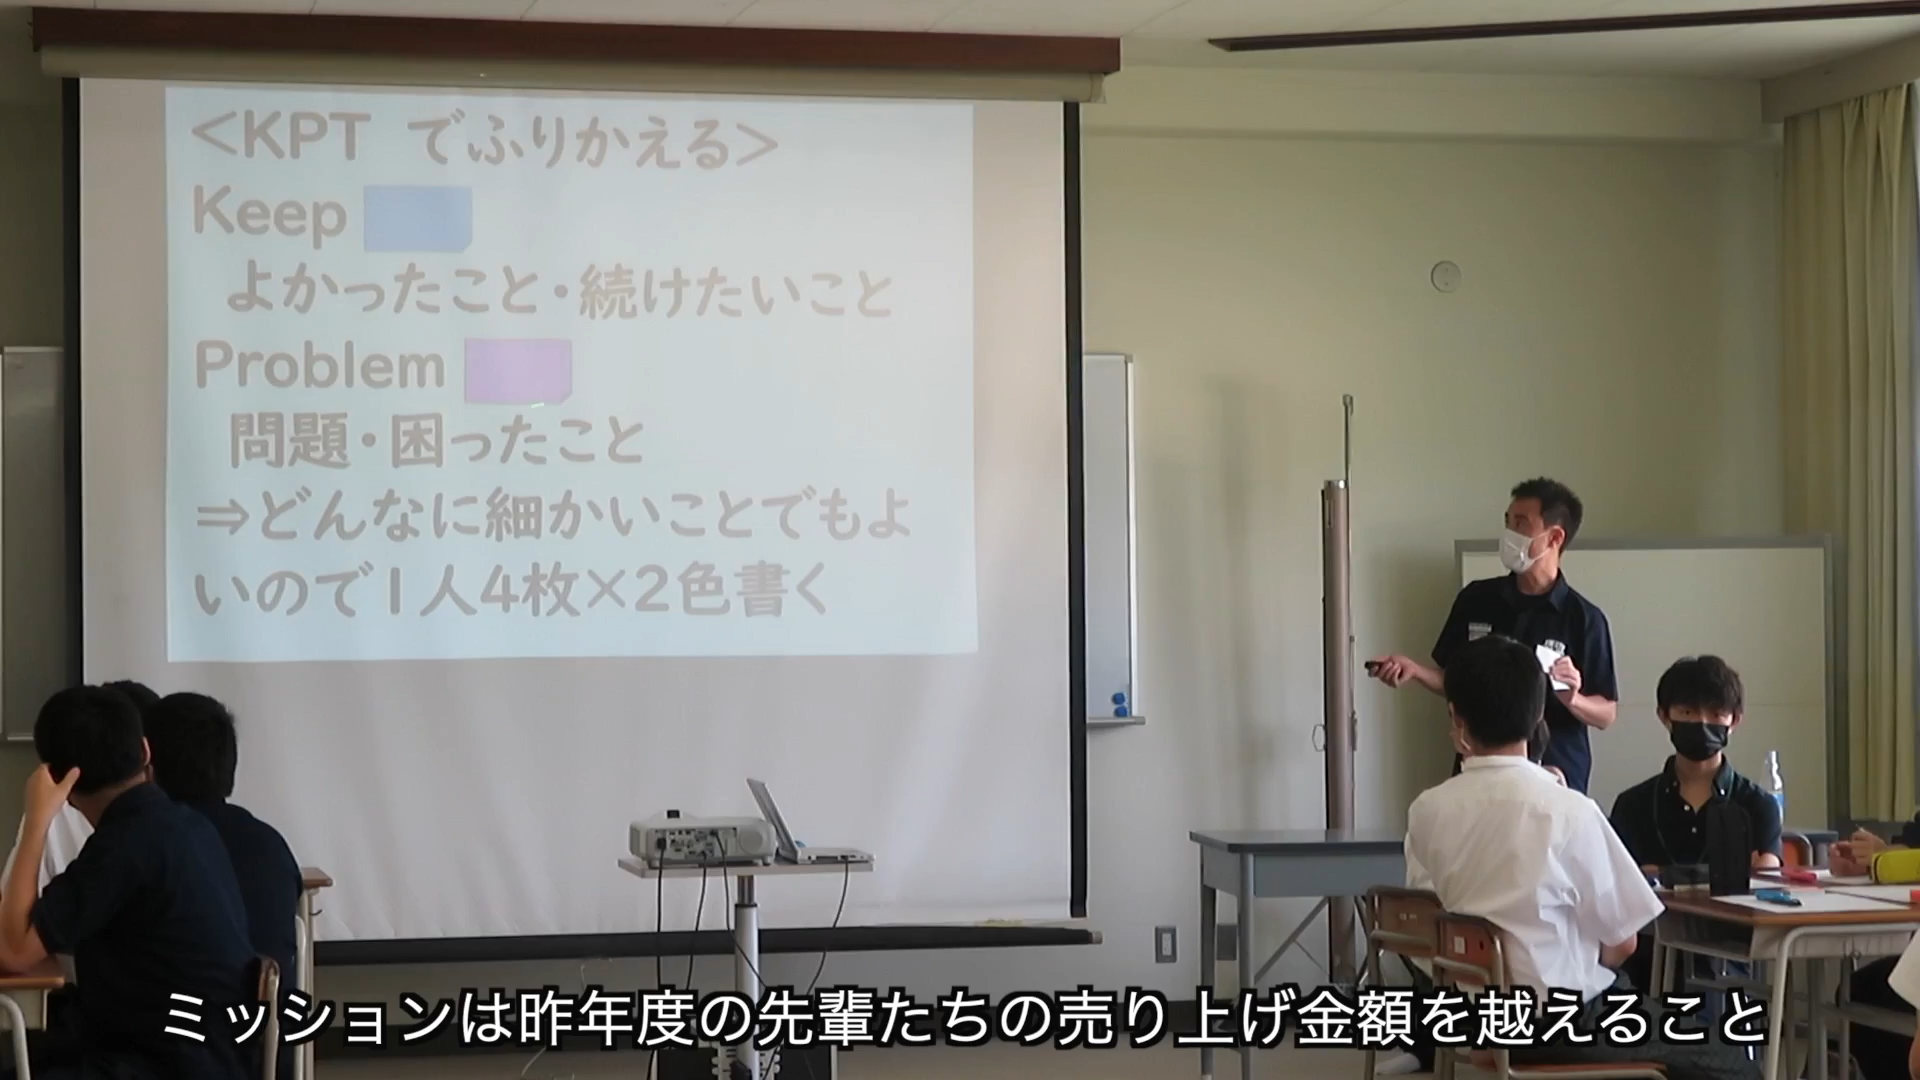 <KPT でふりかえる>
Keep
よかったこと・続けたいこと
Problem
問題・困ったこと
⇒どんなに細かいことでもよ
いので1人4枚×2色書く
ミッションは昨年度の先輩たちの売り上げ金額を越えること